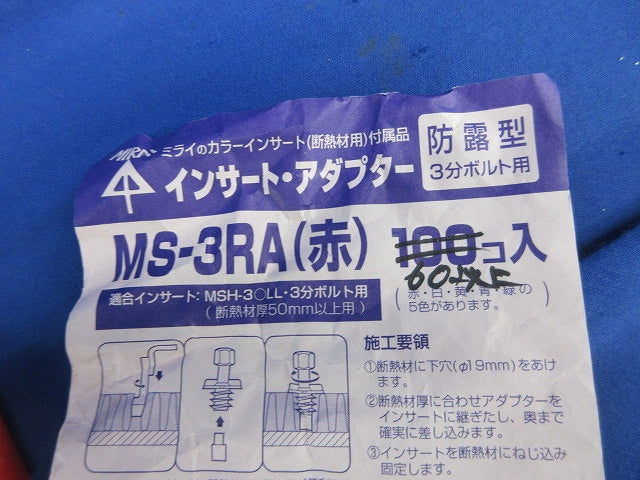 MIRAI
ミライのカラーインサート(断熱材用)付属品
インサート・アダプター
防露型
3分ボルト用
MS-3RA(赤) 100コ入
60以上
適合インサート: MSH-3○LL・3分ボルト用
(断熱材厚50mm以上用)
(赤・白・黄・青・緑の
5色があります。)
施工要領
①断熱材に下穴(φ19mm)をあけ
ます。
②断熱材厚に合わせアダプターを
インサートに継ぎたし、奥まで
確実に差し込みます。
③インサートを断熱材にねじ込み
固定します。